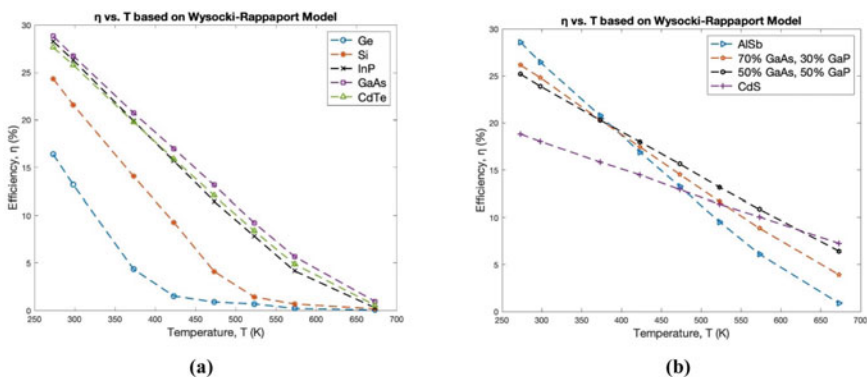 η vs. T based on Wysocki-Rappaport Model
Ge
Si
InP
GaAs
CdTe
Efficiency, η (%)
30
25
20
15
10
5
0
250 300 350 400 450 500 550 600 650 700
Temperature, T (K)
(a)
η vs. T based on Wysocki-Rappaport Model
AlSb
70% GaAs, 30% GaP
50% GaAs, 50% GaP
CdS
Efficiency, η (%)
30
25
20
15
10
5
0
250 300 350 400 450 500 550 600 650 700
Temperature, T (K)
(b)